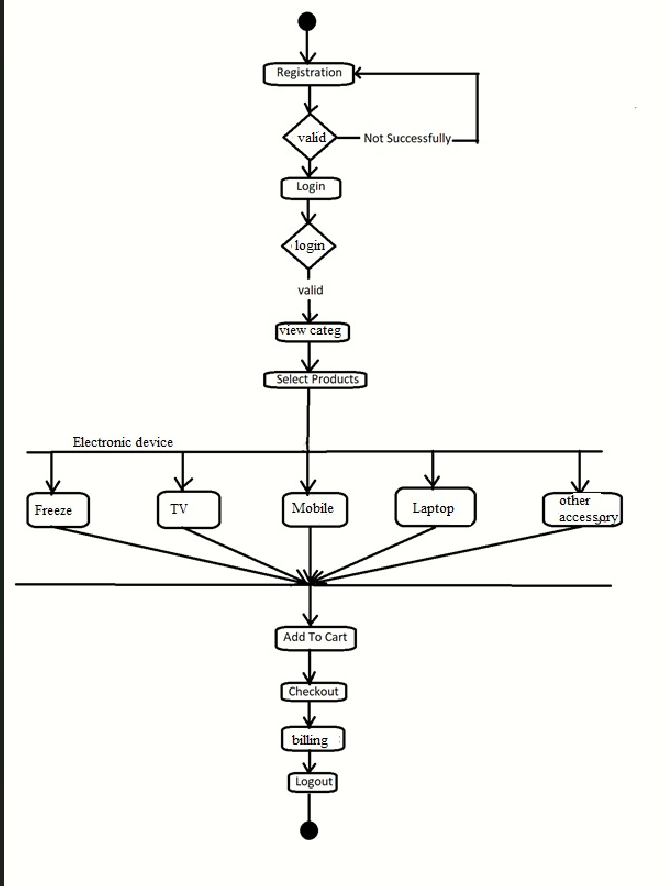 Registration
valid
Not Successfully
Login
login
valid
view categ
Select Products
Electronic device
Freeze
TV
Mobile
Laptop
other
accessory
Add To Cart
Checkout
billing
Logout